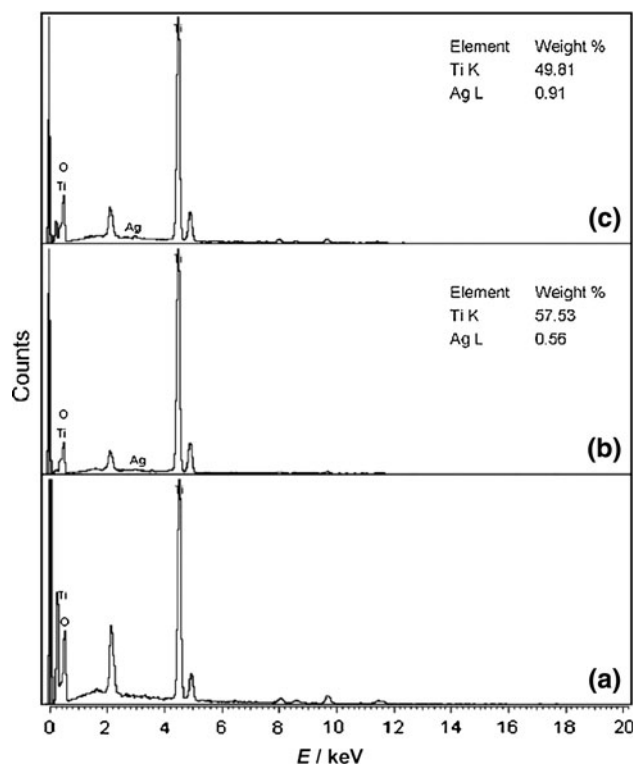 Ti
Element Weight %
Ti K 49.81
Ag L 0.91
O
Ti
Ag
(c)
Ti
Element Weight %
Ti K 57.53
Ag L 0.56
O
Ti
Ag
(b)
Counts
Ti
Ti
O
(a)
0 2 4 6 8 10 12 14 16 18 20
E / keV